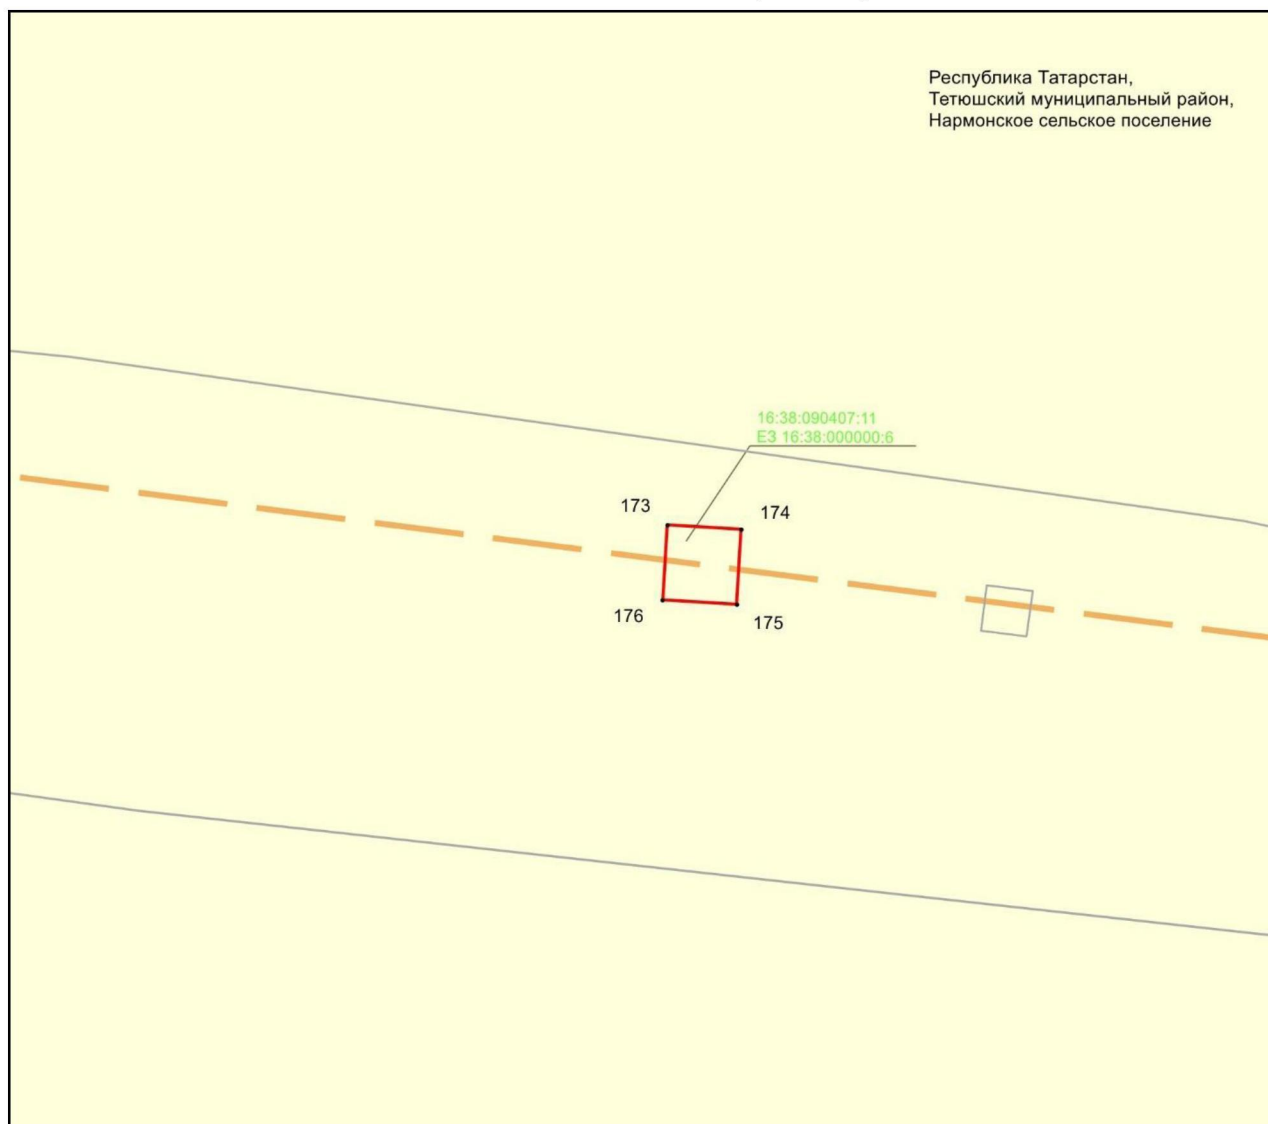 Республика Татарстан,
Тетюшский муниципальный район,
Нармонское сельское поселение
16:38:090407:11
ЕЗ 16:38:000000:6
173
174
176
175